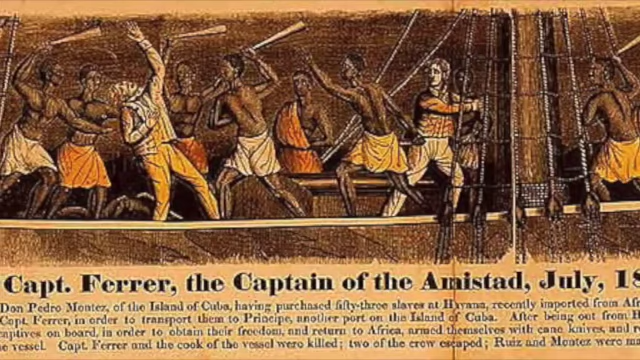 Capt. Ferrer, the Captain of the Amistad, July, 18
Don Pedro Montez, of the Island of Cuba, having purchased fifty-three slaves at Havana, recently imported from Af
Capt. Ferrer, in order to transport them to Principe, another port on the Island of Cuba. After being out from H
aptives on board, in order to obtain their freedom, and return to Africa, armed themselves with cane knives, and
vessel. Capt. Ferrer and the cook of the vessel were killed; two of the crew escaped; Ruiz and Montez were ma